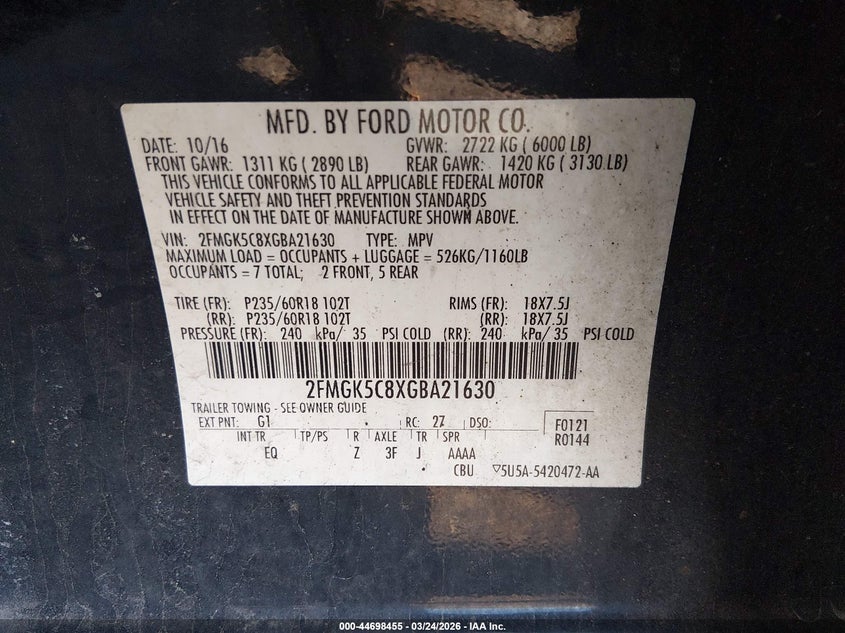 MFD. BY FORD MOTOR CO.
DATE: 10/16 GVWR: 2722 KG ( 6000 LB)
FRONT GAWR: 1311 KG ( 2890 LB) REAR GAWR: 1420 KG ( 3130 LB)
THIS VEHICLE CONFORMS TO ALL APPLICABLE FEDERAL MOTOR
VEHICLE SAFETY AND THEFT PREVENTION STANDARDS
IN EFFECT ON THE DATE OF MANUFACTURE SHOWN ABOVE.
VIN: 2FMGK5C8XGBA21630 TYPE: MPV
MAXIMUM LOAD = OCCUPANTS + LUGGAGE = 526KG/1160LB
OCCUPANTS = 7 TOTAL; 2 FRONT, 5 REAR
TIRE (FR): P235/60R18 102T RIMS (FR): 18X7.5J
(RR): P235/60R18 102T (RR): 18X7.5J
PRESSURE (FR): 240 kPa/ 35 PSI COLD (RR): 240 kPa/ 35 PSI COLD
2FMGK5C8XGBA21630
TRAILER TOWING - SEE OWNER GUIDE
EXT PNT: G1 RC: 27 DSO: F0121
INT TR TP/PS R AXLE TR SPR R0144
EQ Z 3F J AAAA
CBU ▽5U5A-5420472-AA
000-44698455 | 03/24/2026 | © IAA Inc.